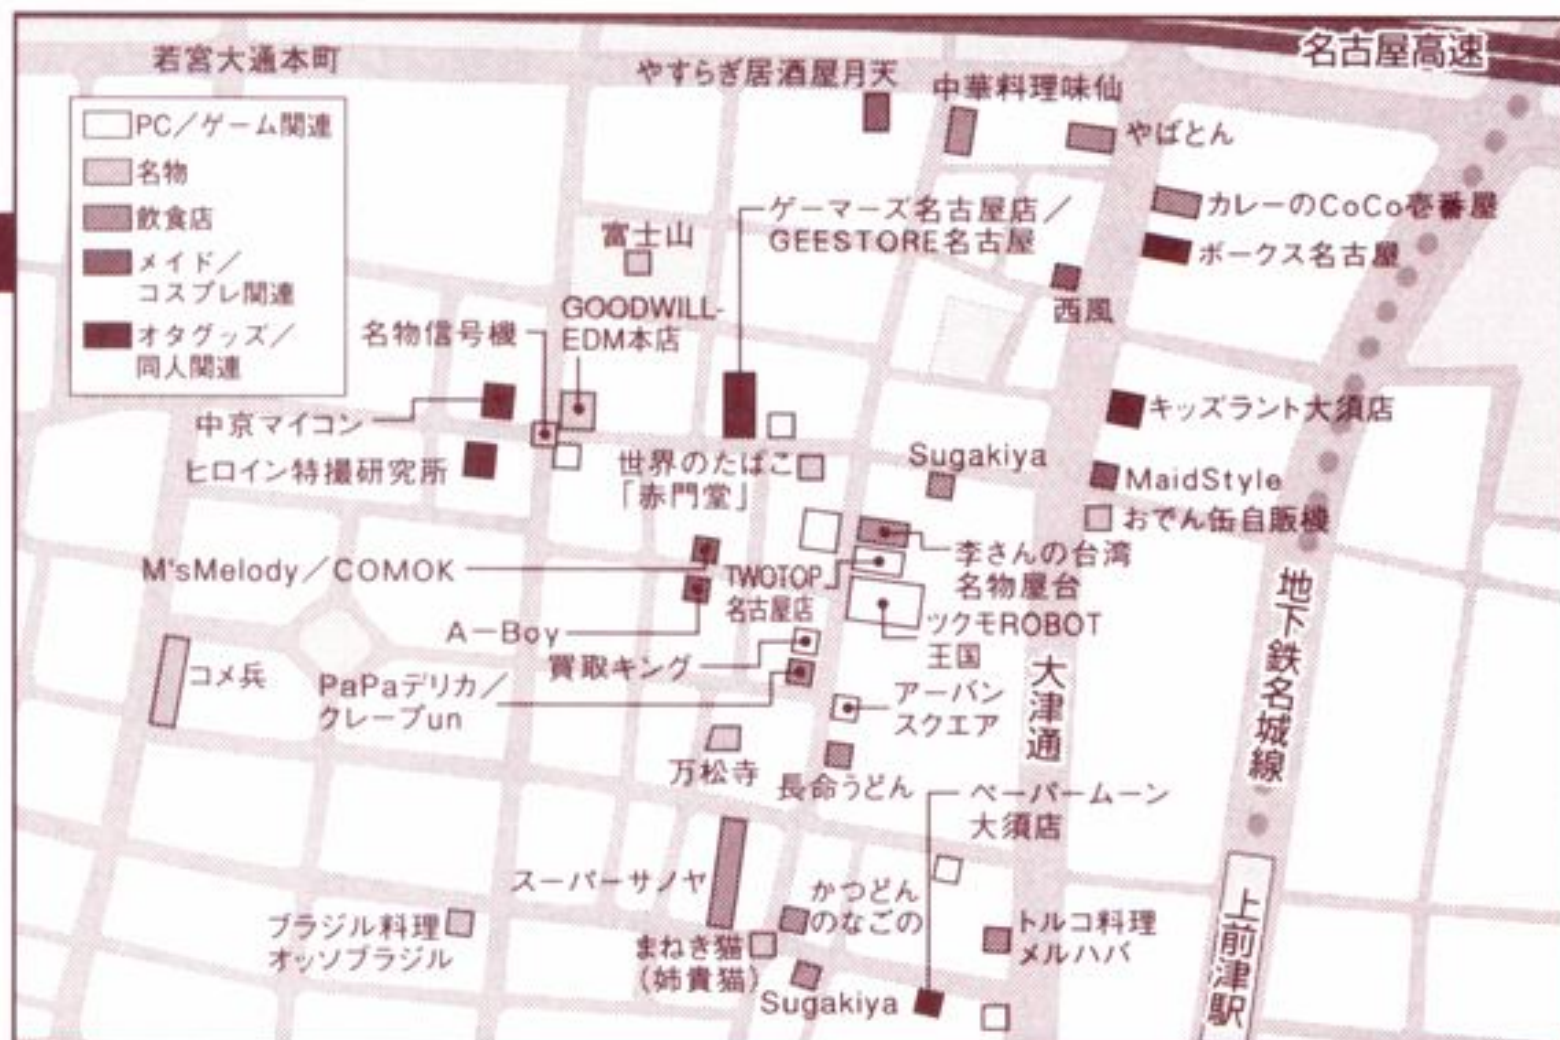 名古屋高速
若宮大通本町
やすらぎ居酒屋月天
中華料理味仙
やばとん
PC／ゲーム関連
名物
飲食店
メイド／
コスプレ関連
オタグッズ／
同人関連
カレーのCoCo壱番屋
ボークス名古屋
ゲーマーズ名古屋店／
GEESTORE名古屋
富士山
西風
GOODWILL-
EDM本店
名物信号機
中京マイコン
ヒロイン特撮研究所
キッズラント大須店
世界のたばこ
「赤門堂」
Sugakiya
MaidStyle
おでん缶自販機
李さんの台湾
名物屋台
M'sMelody／COMOK
TWOTOP
名古屋店
A－Boy
ツクモROBOT
王国
買取キング
コメ兵
PaPaデリカ／
クレープun
アーバン
スクエア
大津通
地下鉄名城線
万松寺
長命うどん
ペーパームーン
大須店
スーパーサノヤ
かつどん
のなごの
ブラジル料理
オッソブラジル
まねき猫
（姉貴猫）
トルコ料理
メルハバ
Sugakiya
上前津駅